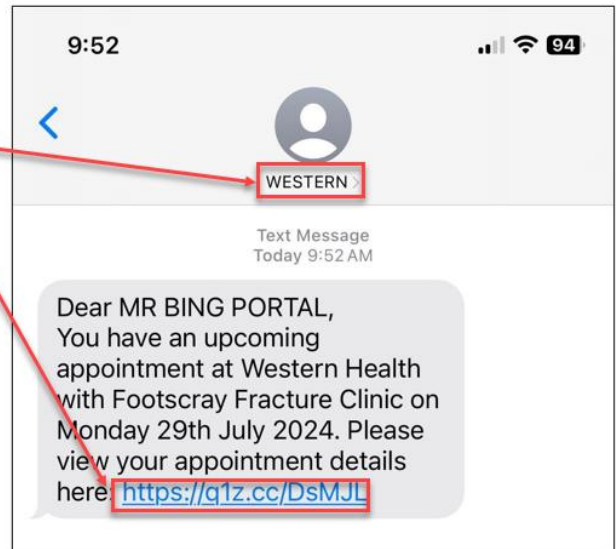 9:52
94
WESTERN
Text Message
Today 9:52 AM
Dear MR BING PORTAL,
You have an upcoming
appointment at Western Health
with Footscray Fracture Clinic on
Monday 29th July 2024. Please
view your appointment details
here: https://q1z.cc/DsMJL